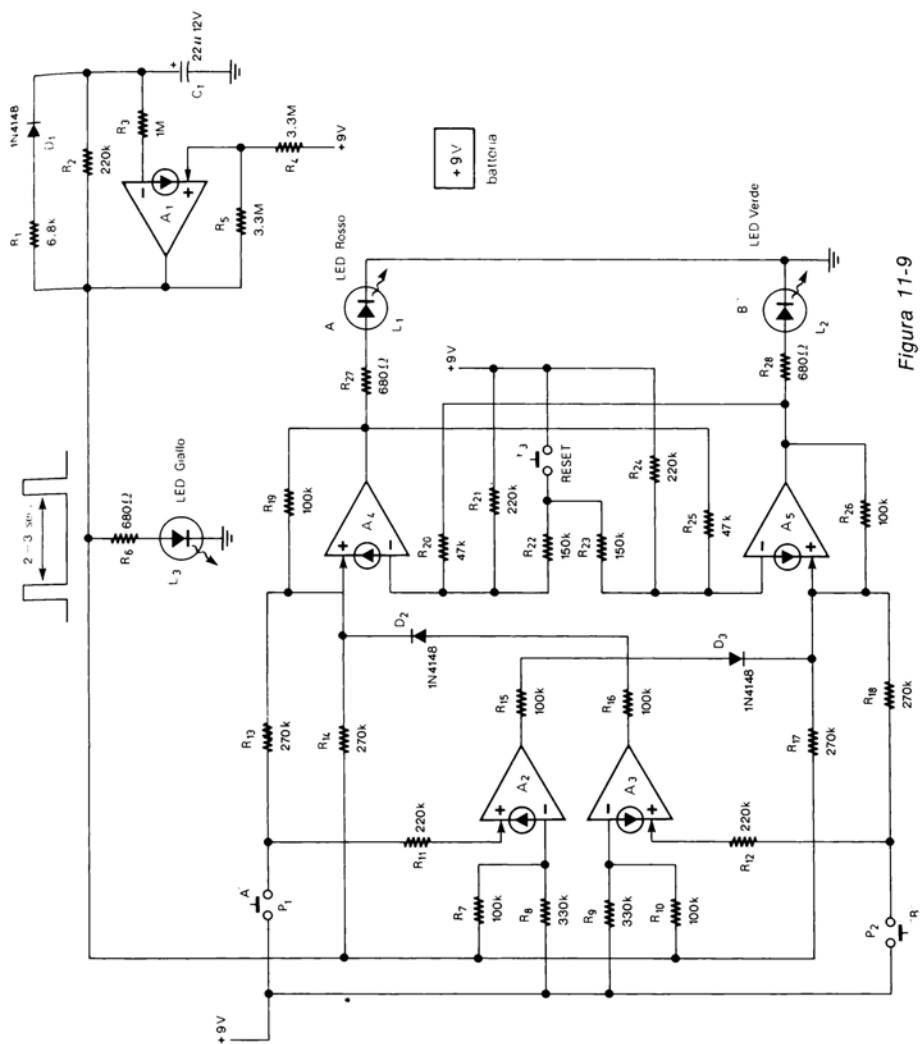 2 – 3 sec.
1N4148
D1
R1
6.8k
R2
220k
R3
1M
22u 12V
C1
A1
R5
3.3M
R4
3.3M
+9V
+9V
batteria
R6
680Ω
LED Giallo
L3
LED Rosso
A
L1
R27
680Ω
LED Verde
B
L2
R28
680Ω
R19
100k
A4
R20
47k
R21
220k
+9V
RESET
R22
150k
R23
150k
R24
220k
R25
47k
A5
R26
100k
R13
270k
R14
270k
D2
1N4148
D3
1N4148
R15
100k
R16
100k
R17
270k
R18
270k
A2
A3
R11
220k
R12
220k
R7
100k
R8
330k
R9
330k
R10
100k
A
P1
P2
+9V
Figura 11-9